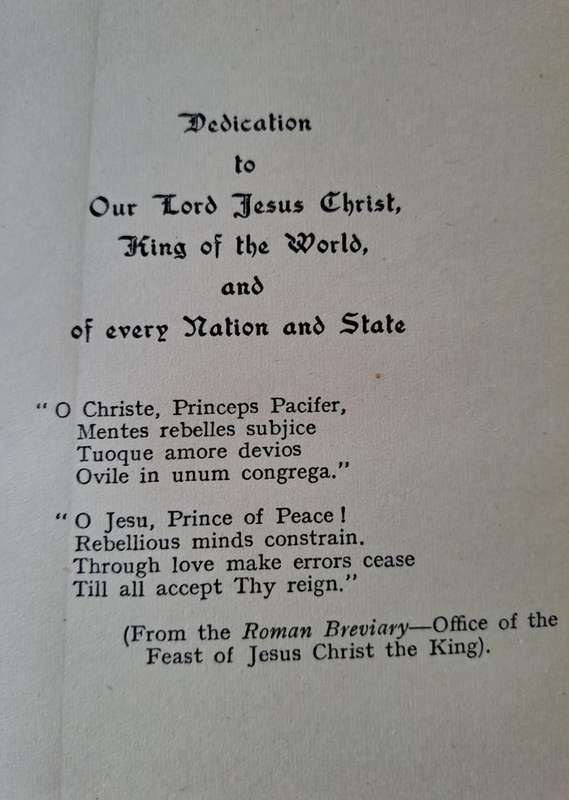 Dedication
to
Our Lord Jesus Christ,
King of the World,
and
of every Nation and State
“ O Christe, Princeps Pacifer,
Mentes rebelles subjice
Tuoque amore devios
Ovile in unum congrega.”
“ O Jesu, Prince of Peace !
Rebellious minds constrain.
Through love make errors cease
Till all accept Thy reign.”
(From the Roman Breviary—Office of the
Feast of Jesus Christ the King).